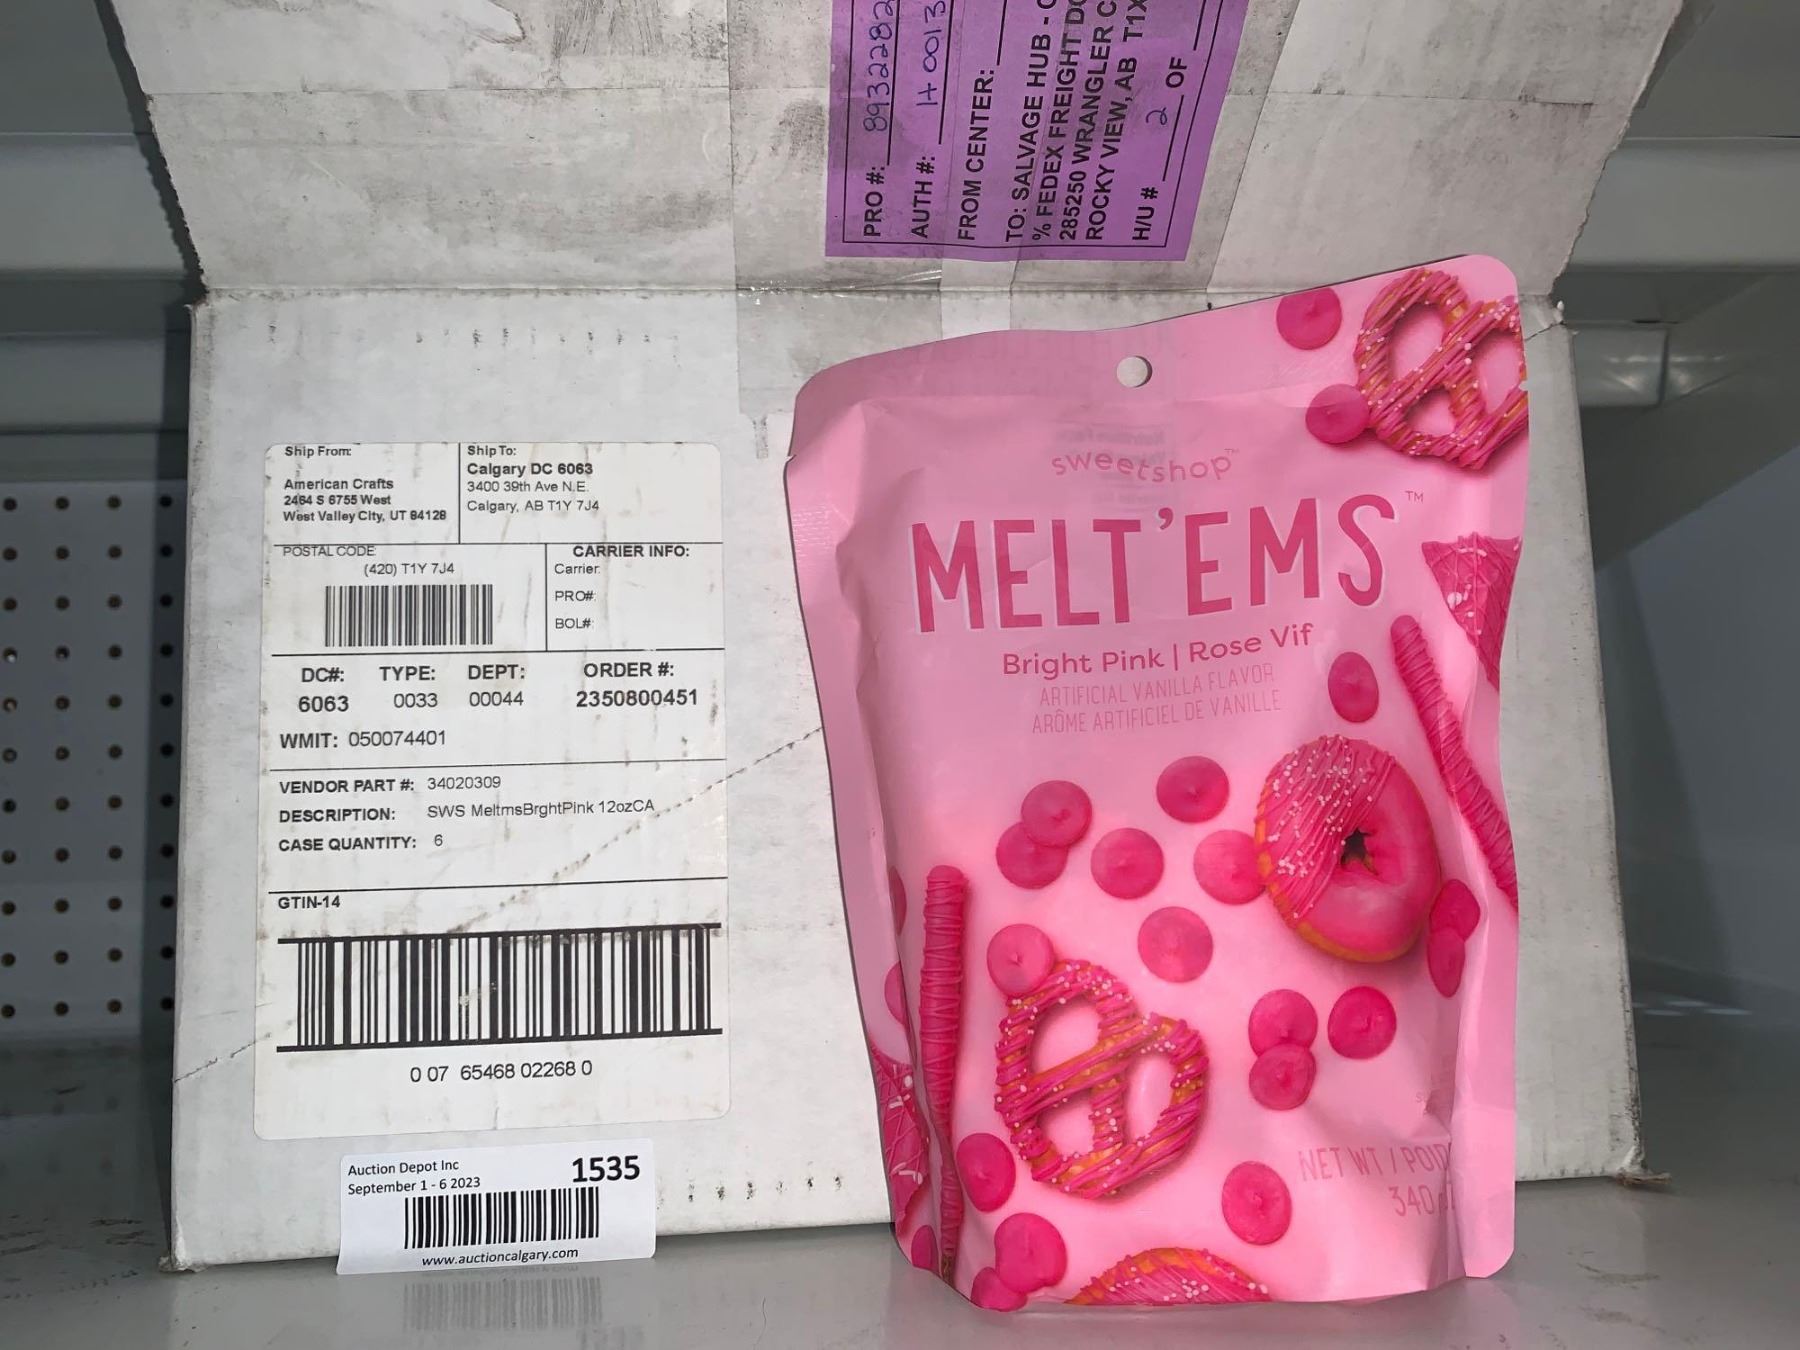 PRO #: 89322282
AUTH #: 14 0013
FROM CENTER:
TO: SALVAGE HUB -
% FEDEX FREIGHT
285250 WRANGLER
ROCKY VIEW, AB T1X
H/U # 2 OF
Ship From:
American Crafts
2464 S 6755 West
West Valley City, UT 84128
Ship To:
Calgary DC 6063
3400 39th Ave N.E.
Calgary, AB T1Y 7J4
POSTAL CODE:
(420) T1Y 7J4
CARRIER INFO:
Carrier:
PRO#:
BOL#:
DC#: TYPE: DEPT: ORDER #:
6063 0033 00044 2350800451
WMIT: 050074401
VENDOR PART #: 34020309
DESCRIPTION: SWS MeltmsBrghtPink 12ozCA
CASE QUANTITY: 6
GTIN-14
0 07 65468 02268 0
Auction Depot Inc 1535
September 1 - 6 2023
www.auctioncalgary.com
sweetshop™
MELT'EMS™
Bright Pink | Rose Vif
ARTIFICIAL VANILLA FLAVOR
ARÔME ARTIFICIEL DE VANILLE
NET WT / POID
340